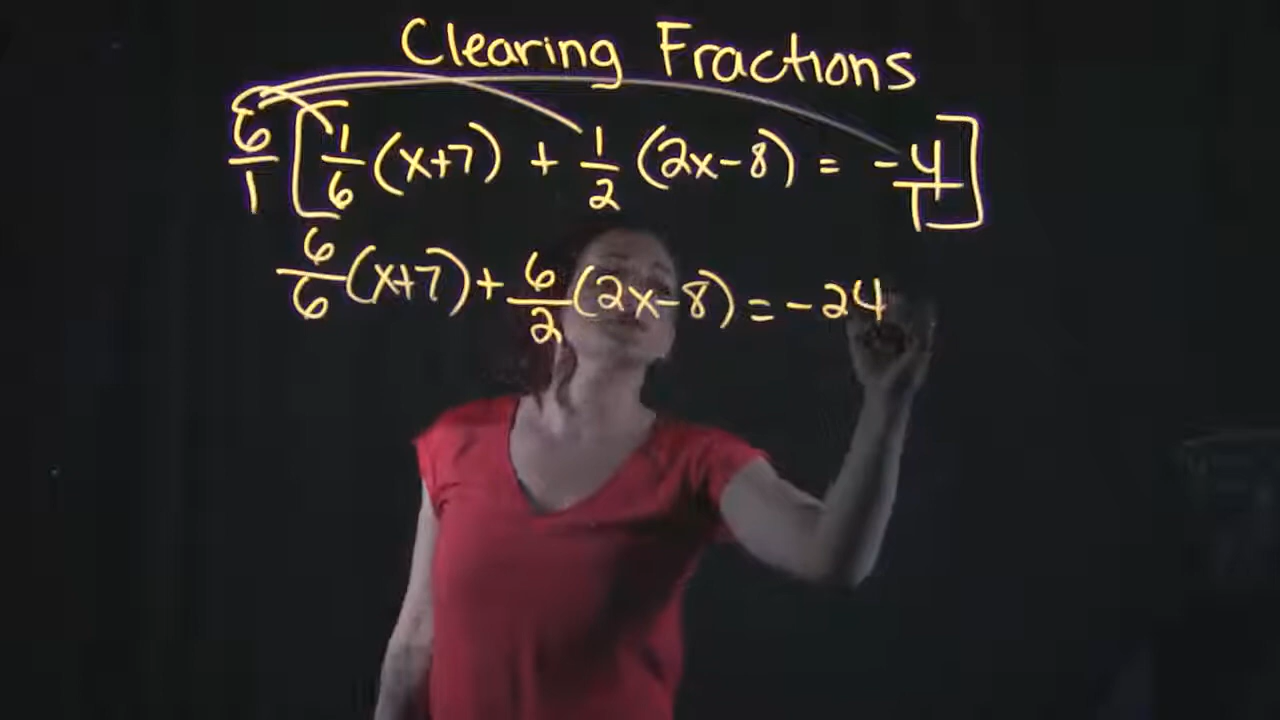 Clearing Fractions
6/1 [1/6 (x+7) + 1/2 (2x-8) = -4/1]
6/6 (x+7) + 6/2 (2x-8) = -24